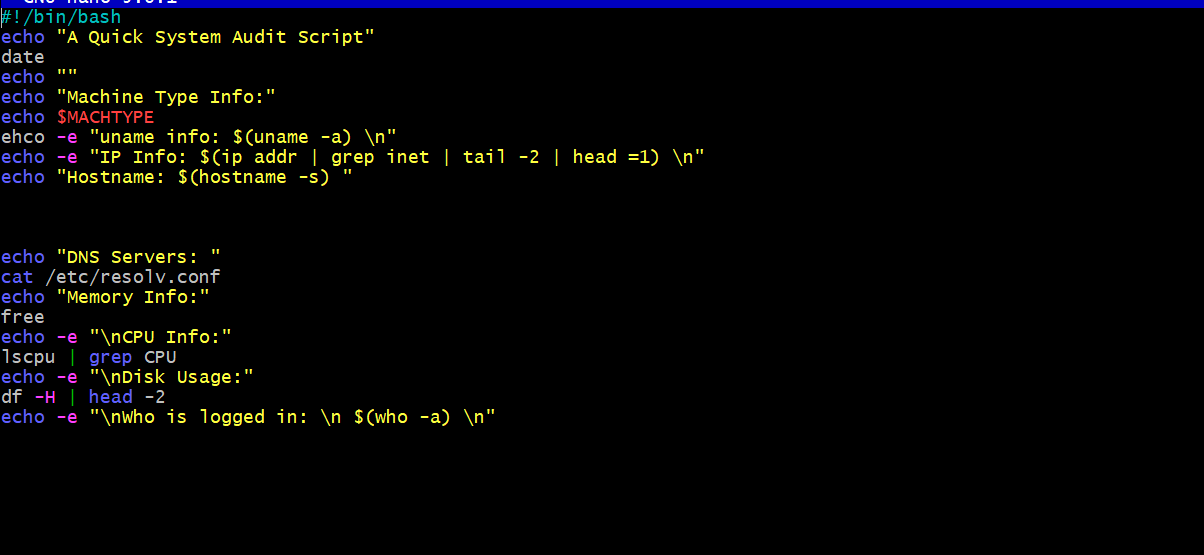 #!/bin/bash
echo "A Quick System Audit Script"
date
echo ""
echo "Machine Type Info:"
echo $MACHTYPE
ehco -e "uname info: $(uname -a) \n"
echo -e "IP Info: $(ip addr | grep inet | tail -2 | head =1) \n"
echo "Hostname: $(hostname -s) "
echo "DNS Servers: "
cat /etc/resolv.conf
echo "Memory Info:"
free
echo -e "\nCPU Info:"
lscpu | grep CPU
echo -e "\nDisk Usage:"
df -H | head -2
echo -e "\nWho is logged in: \n $(who -a) \n"